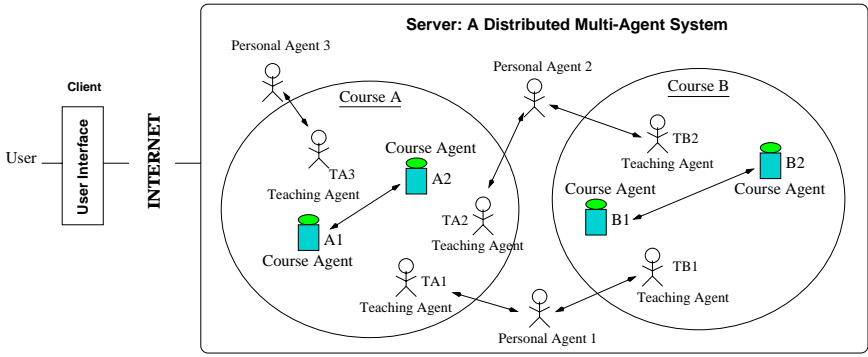 Server: A Distributed Multi-Agent System
Personal Agent 3
Personal Agent 2
Client
User
User Interface
INTERNET
Course A
TA3
Teaching Agent
Course Agent
A2
A1
Course Agent
TA2
Teaching Agent
TA1
Teaching Agent
Personal Agent 1
Course B
TB2
Teaching Agent
B2
Course Agent
Course Agent
B1
TB1
Teaching Agent